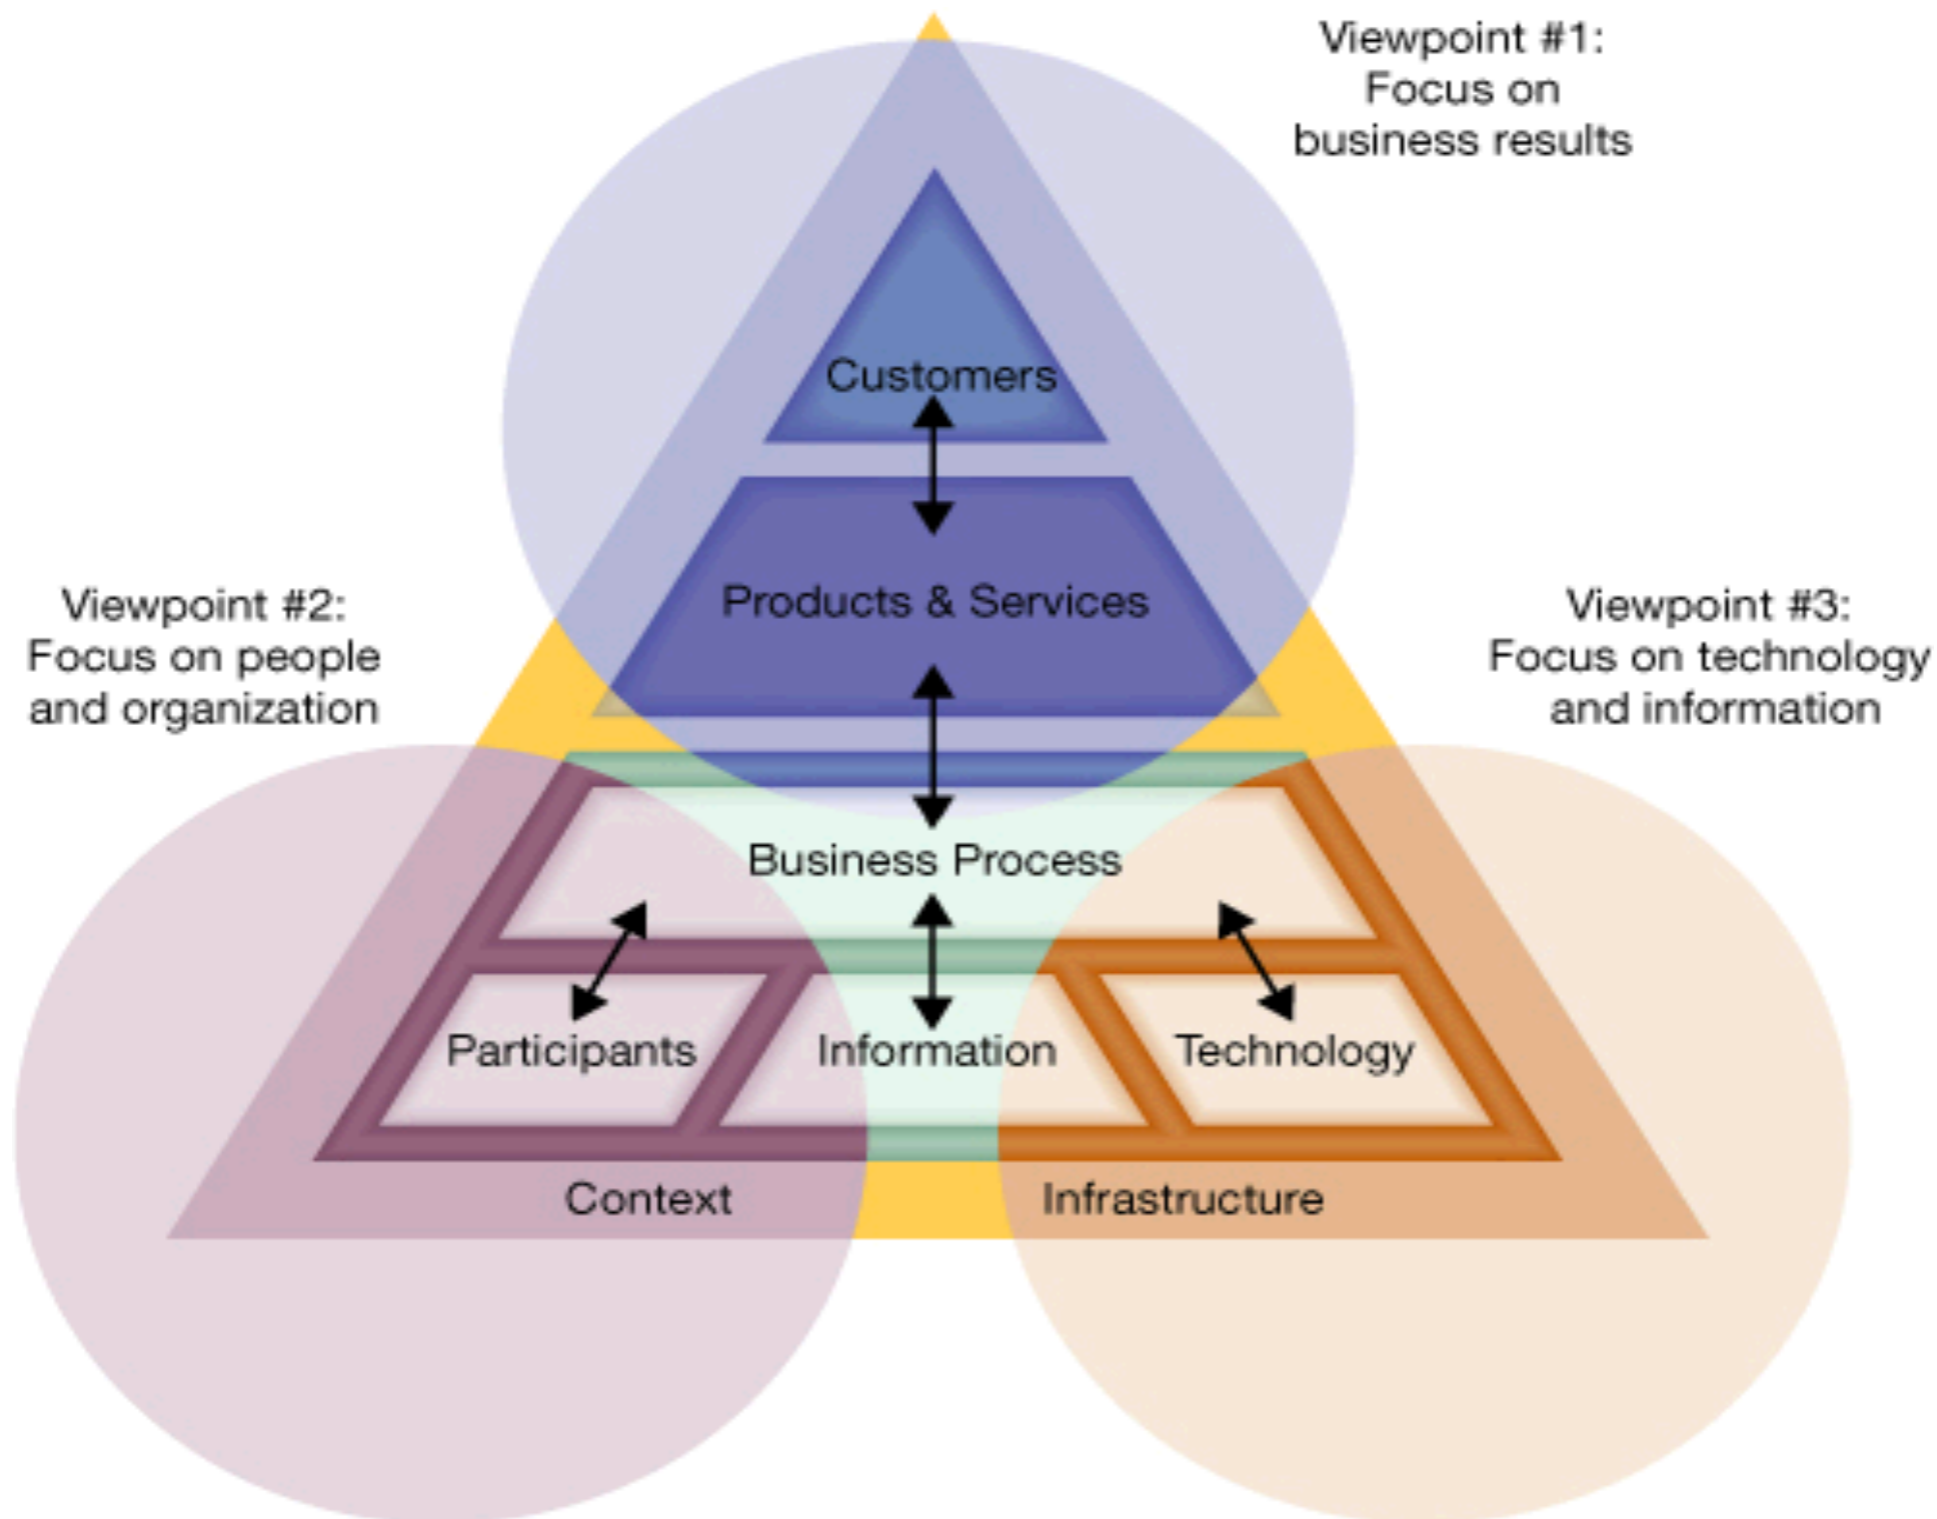 Viewpoint #1:
Focus on
business results
Customers
Products & Services
Viewpoint #2:
Focus on people
and organization
Viewpoint #3:
Focus on technology
and information
Business Process
Participants
Information
Technology
Context
Infrastructure